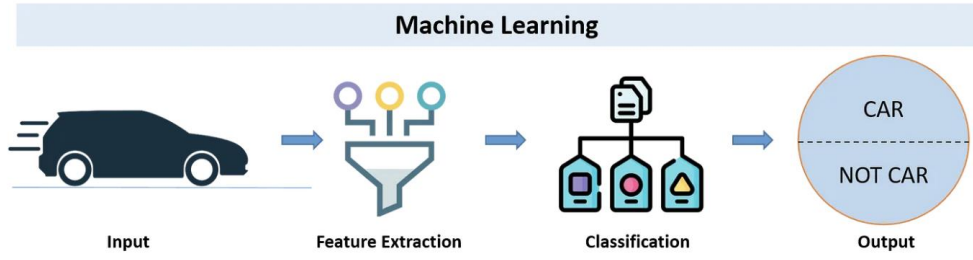 Machine Learning
CAR
NOT CAR
Input
Feature Extraction
Classification
Output